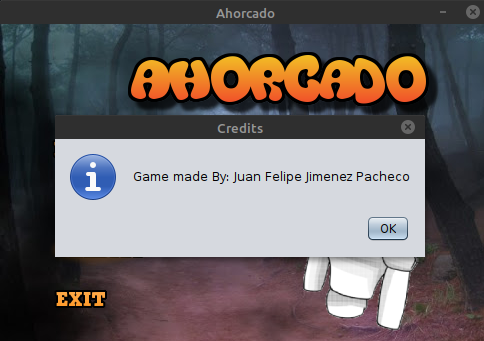 Ahorcado
AHORCADO
Credits
Game made By: Juan Felipe Jimenez Pacheco
OK
EXIT